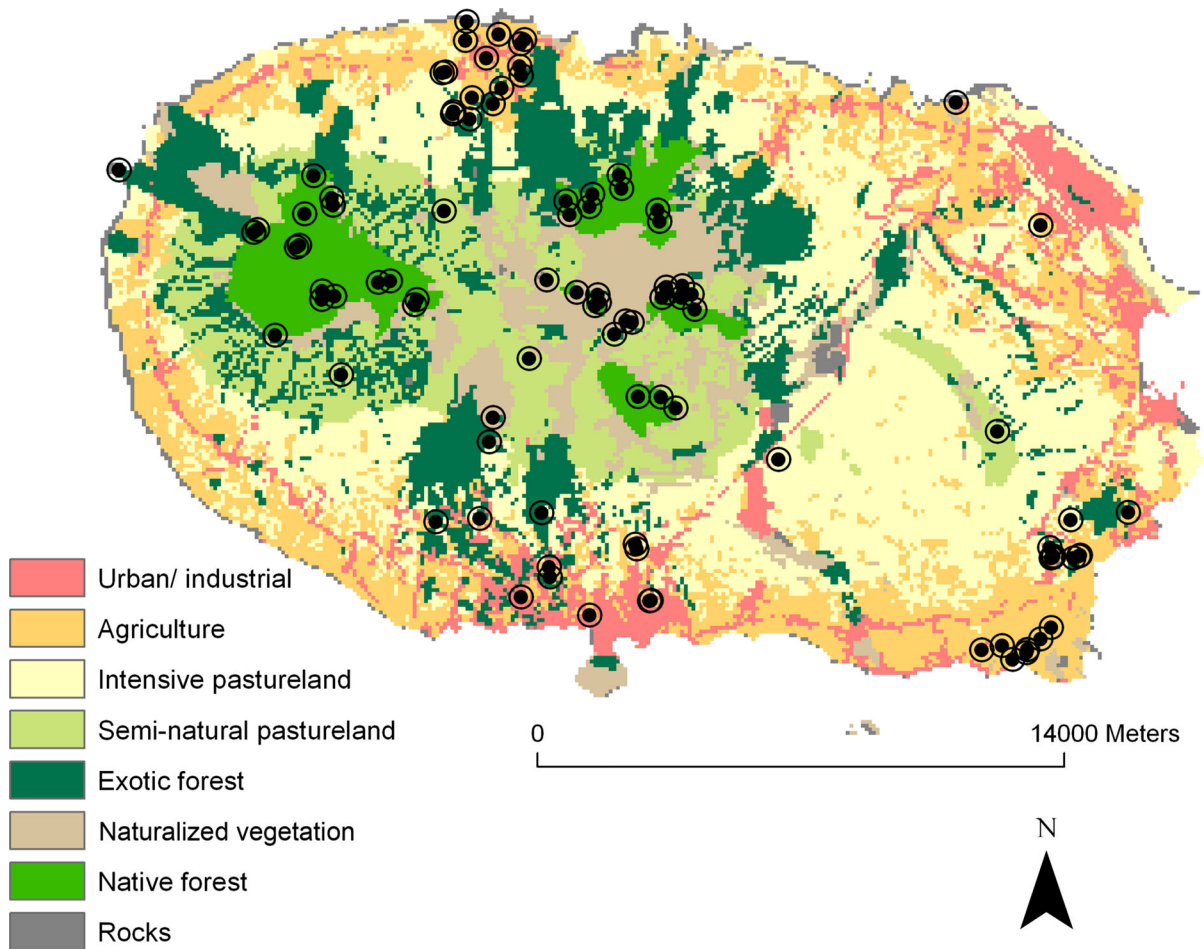 Urban/ industrial
Agriculture
Intensive pastureland
Semi-natural pastureland
Exotic forest
Naturalized vegetation
Native forest
Rocks
0 14000 Meters
N